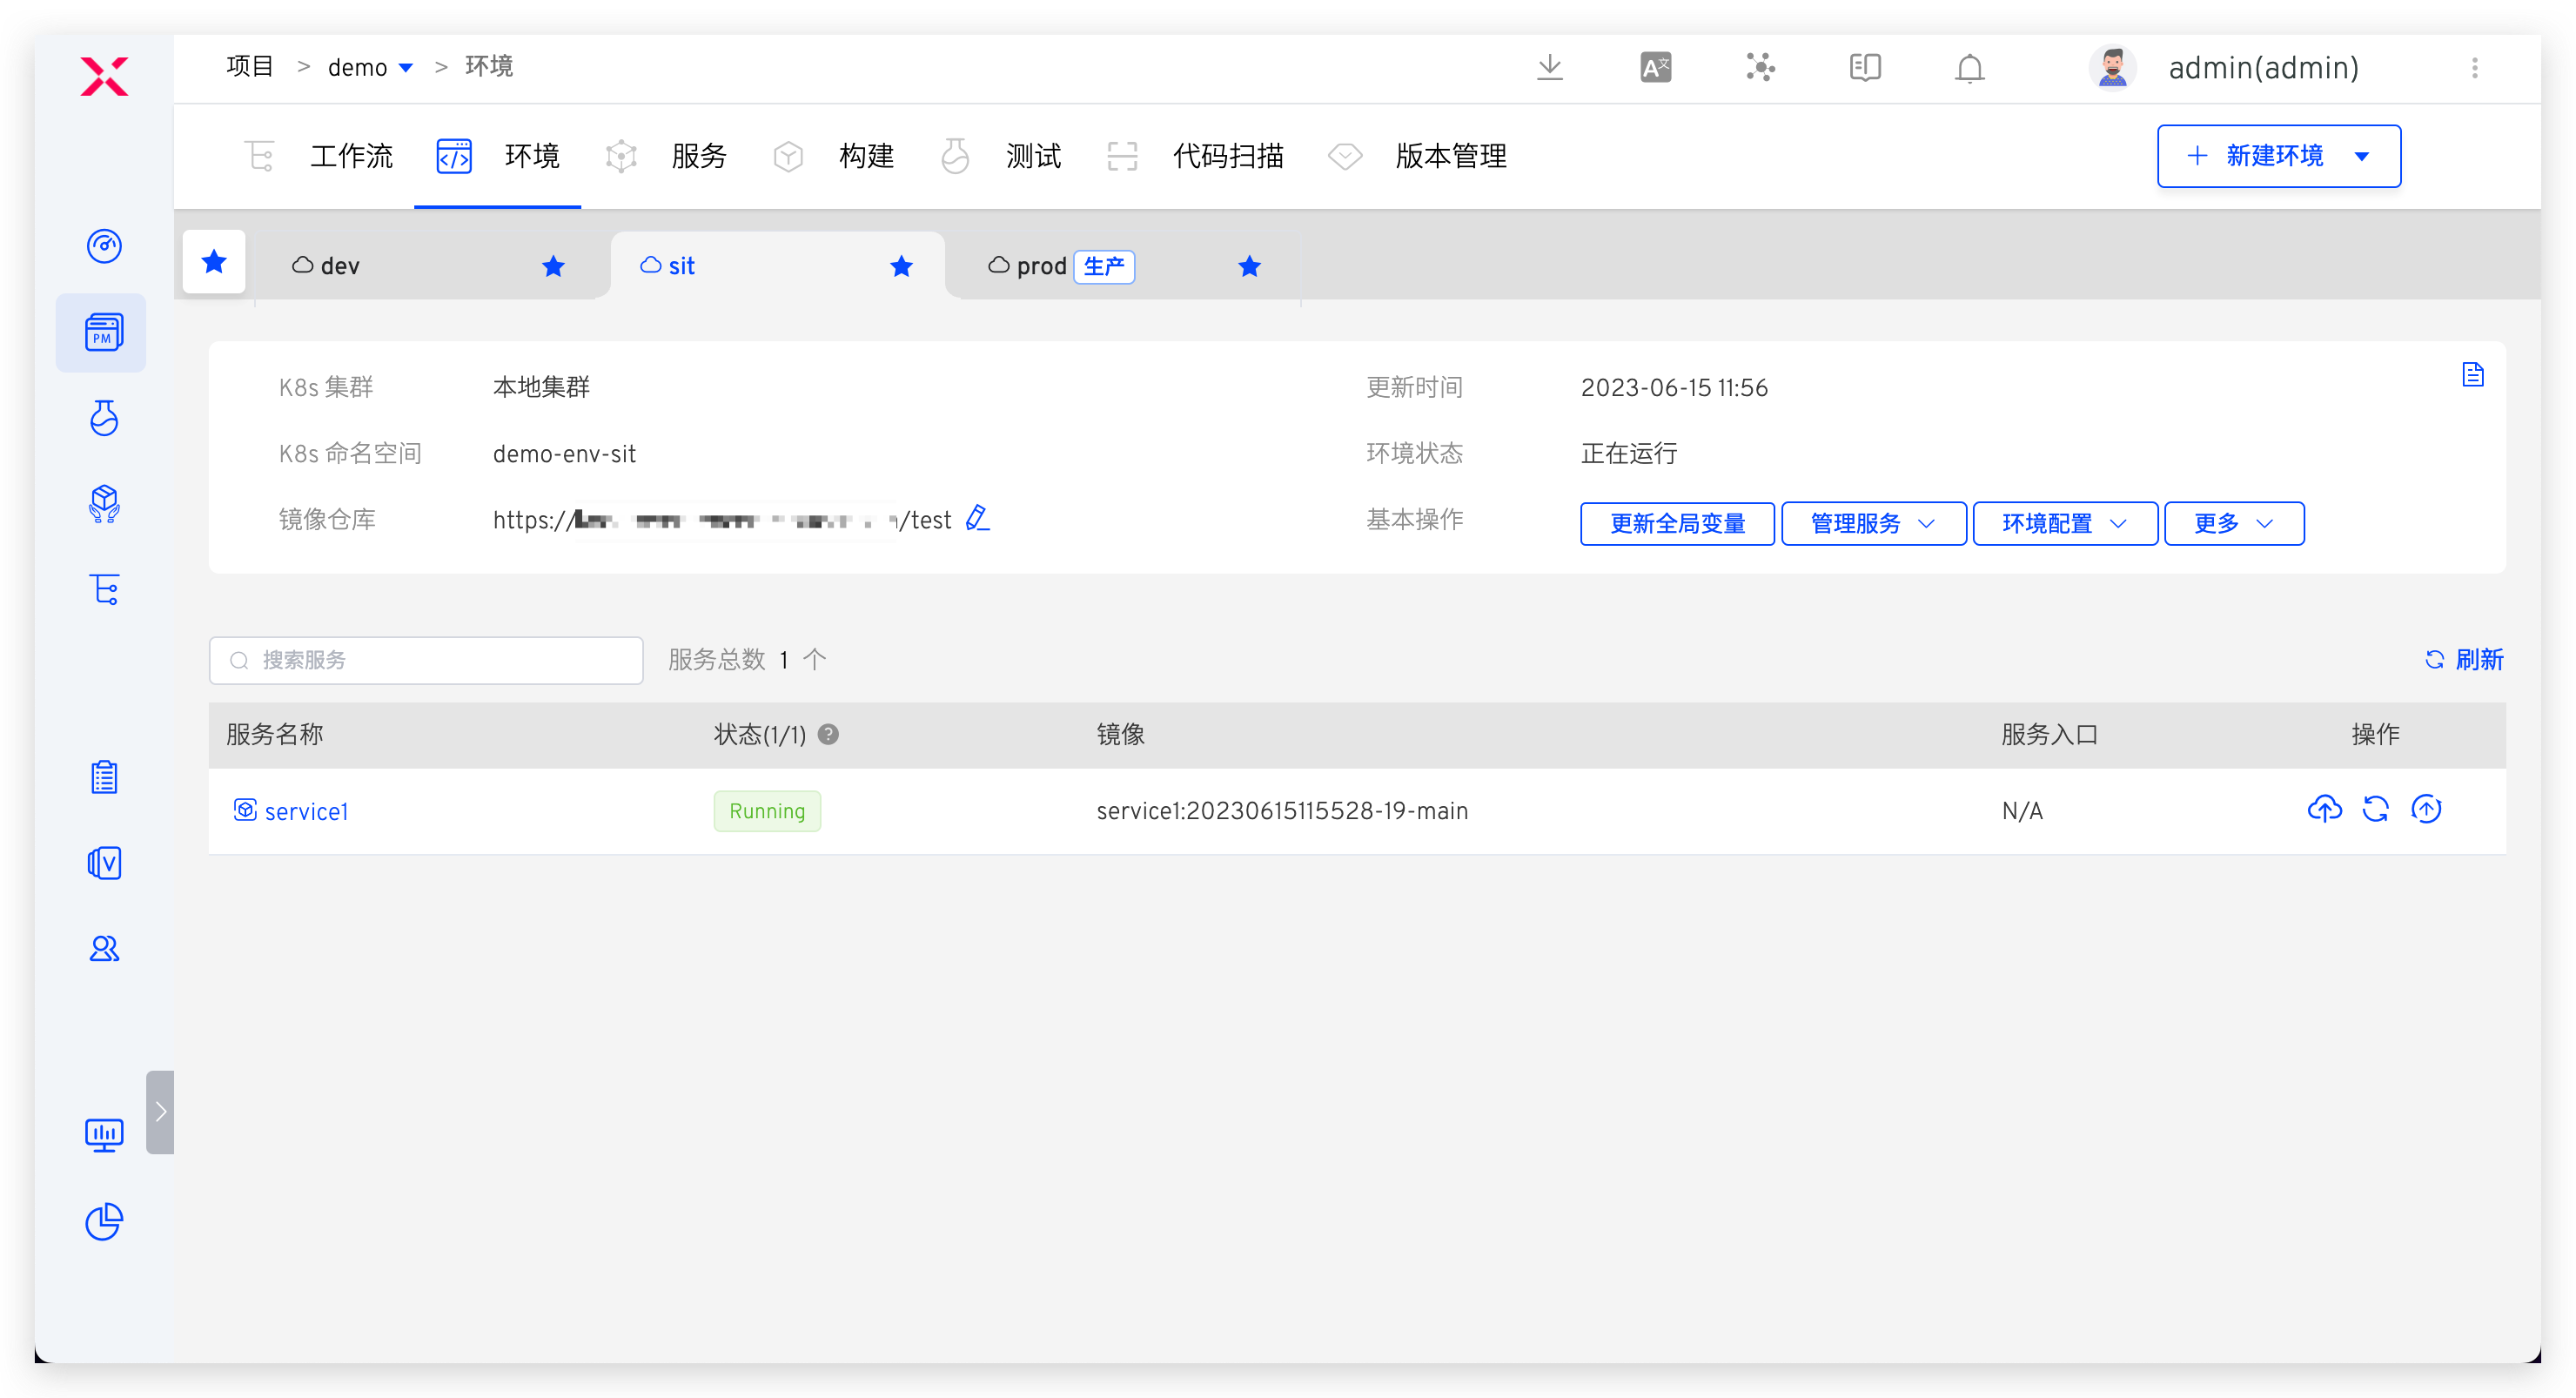 项目 > demo > 环境
admin(admin)
工作流 环境 服务 构建 测试 代码扫描 版本管理
+ 新建环境
dev sit prod 生产
PM
K8s 集群 本地集群 更新时间 2023-06-15 11:56
K8s 命名空间 demo-env-sit 环境状态 正在运行
镜像仓库 https:// /test 基本操作 更新全局变量 管理服务 环境配置 更多
搜索服务 服务总数 1 个 刷新
服务名称 状态(1/1) 镜像 服务入口 操作
service1 Running service1:20230615115528-19-main N/A